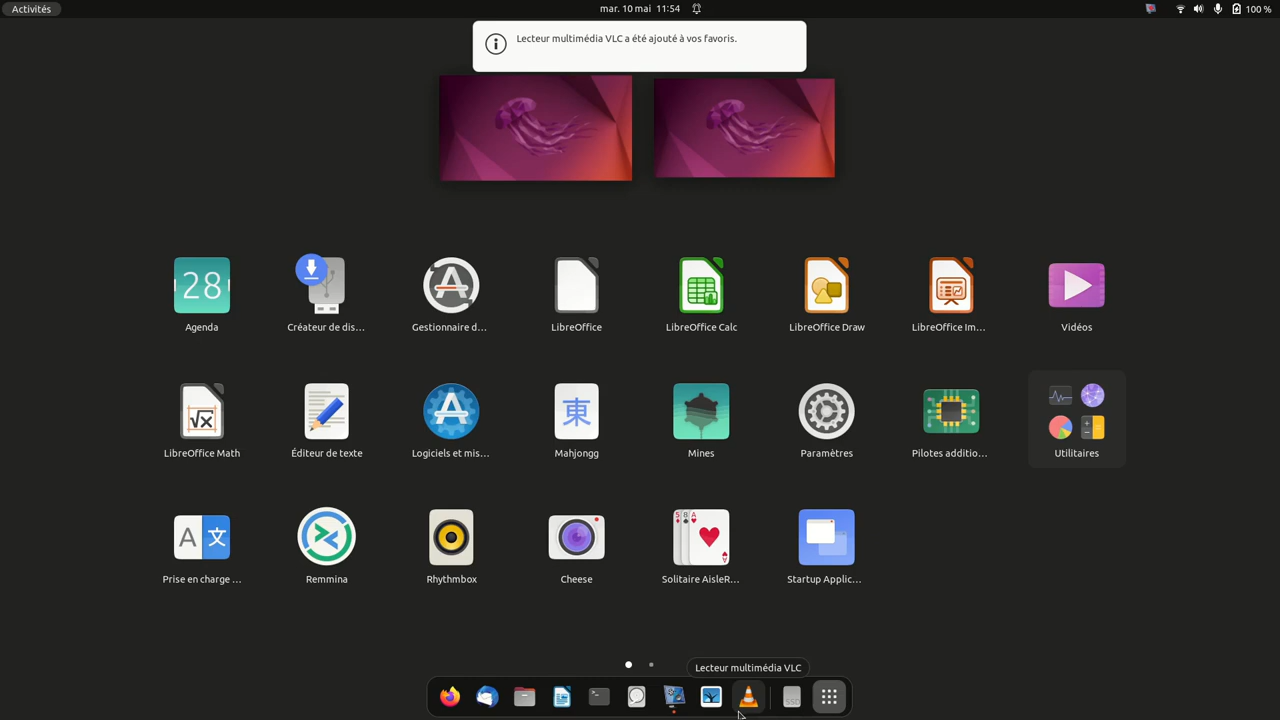 Activités
mar. 10 mai 11:54
100 %
Lecteur multimédia VLC a été ajouté à vos favoris.
28
Agenda
Créateur de dis...
Gestionnaire d...
LibreOffice
LibreOffice Calc
LibreOffice Draw
LibreOffice Im...
Vidéos
東
LibreOffice Math
Éditeur de texte
Logiciels et mis...
Mahjongg
Mines
Paramètres
Pilotes additio...
Utilitaires
A 文
5 8 A
Prise en charge ...
Remmina
Rhythmbox
Cheese
Solitaire AisleR...
Startup Applic...
Lecteur multimédia VLC
SSD